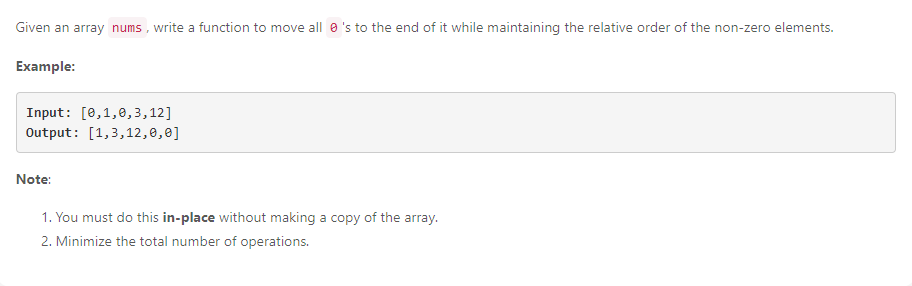 Given an array nums , write a function to move all 0 's to the end of it while maintaining the relative order of the non-zero elements.
Example:
Input: [0,1,0,3,12]
Output: [1,3,12,0,0]
Note:
1. You must do this in-place without making a copy of the array.
2. Minimize the total number of operations.